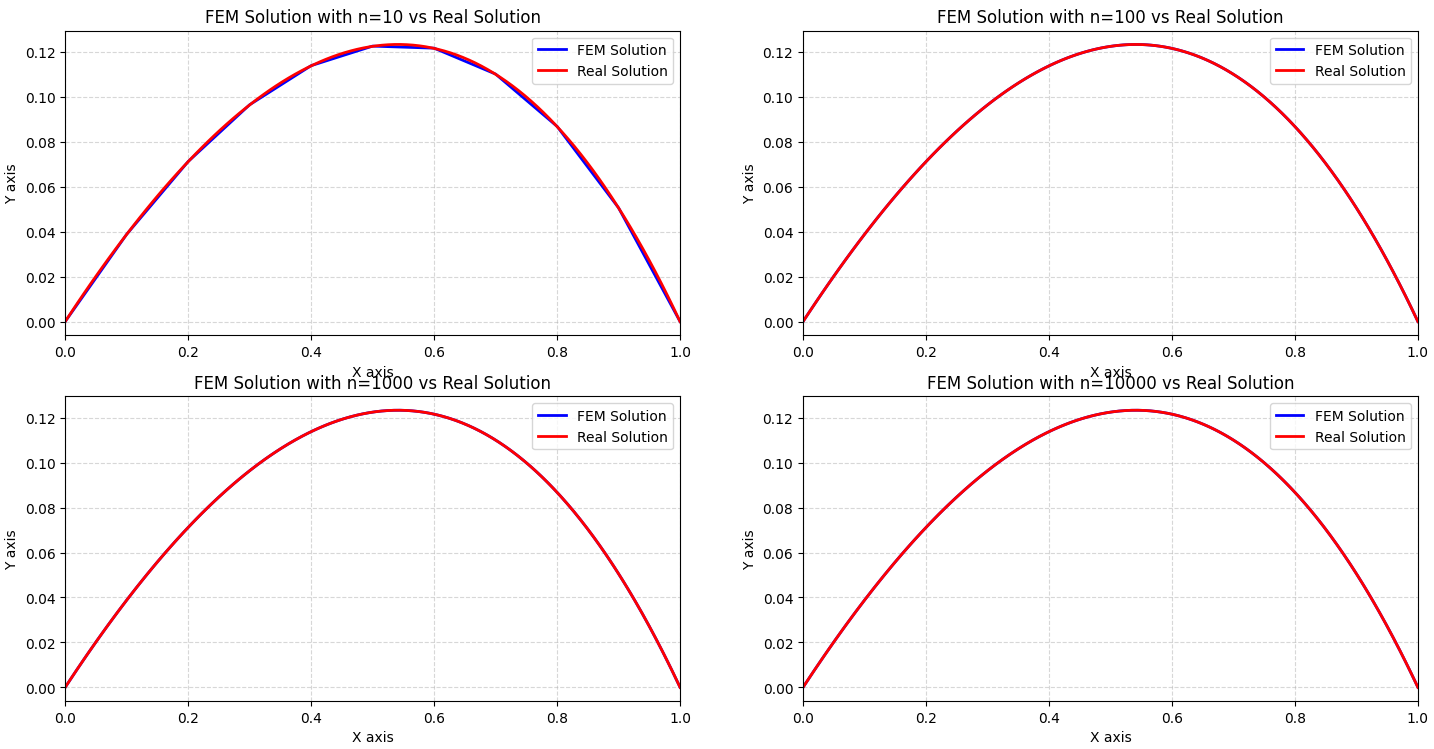 FEM Solution with n=10 vs Real Solution
FEM Solution
Real Solution
Y axis
0.12
0.10
0.08
0.06
0.04
0.02
0.00
0.0 0.2 0.4 0.6 0.8 1.0
X axis
FEM Solution with n=100 vs Real Solution
FEM Solution
Real Solution
Y axis
0.12
0.10
0.08
0.06
0.04
0.02
0.00
0.0 0.2 0.4 0.6 0.8 1.0
X axis
FEM Solution with n=1000 vs Real Solution
FEM Solution
Real Solution
Y axis
0.12
0.10
0.08
0.06
0.04
0.02
0.00
0.0 0.2 0.4 0.6 0.8 1.0
X axis
FEM Solution with n=10000 vs Real Solution
FEM Solution
Real Solution
Y axis
0.12
0.10
0.08
0.06
0.04
0.02
0.00
0.0 0.2 0.4 0.6 0.8 1.0
X axis